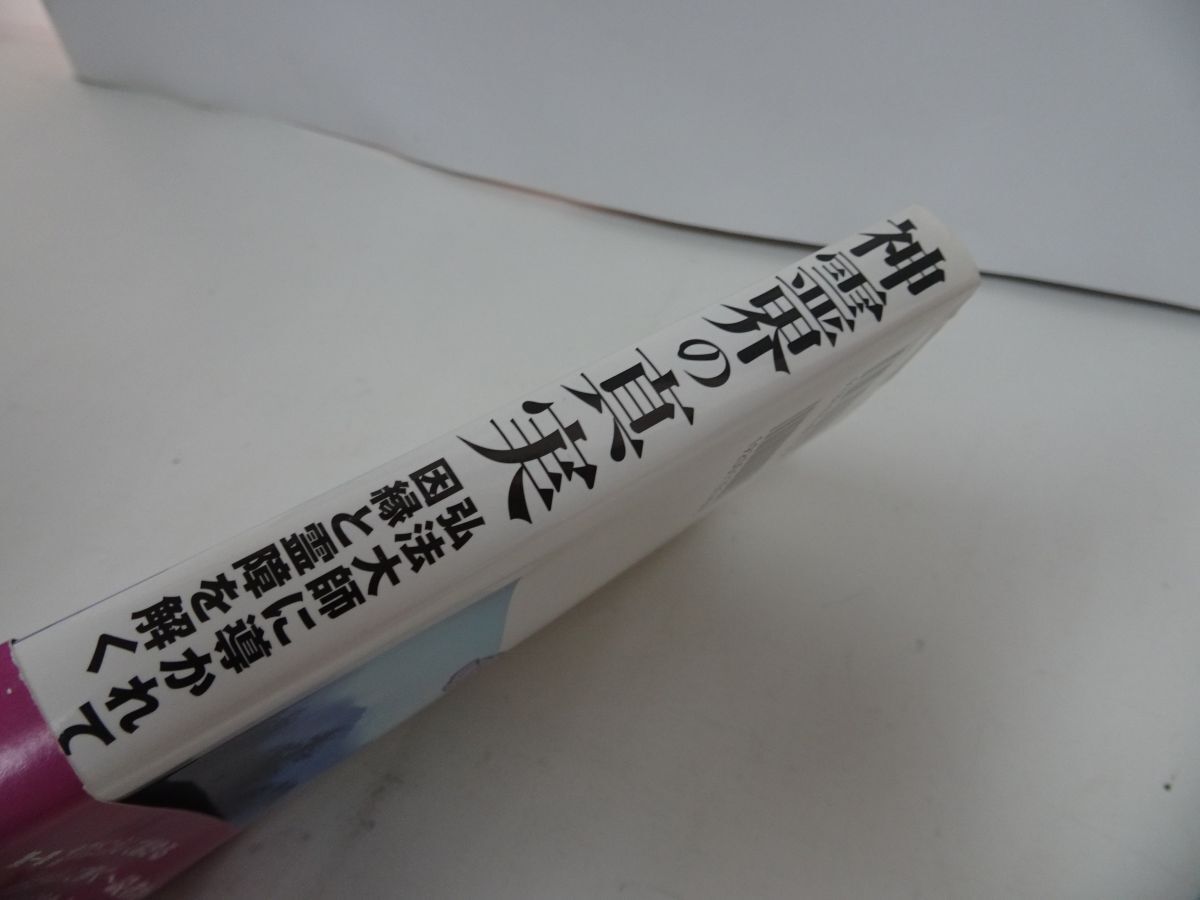 神霊界の真実
弘法大師に導かれて
因縁と霊障を解く